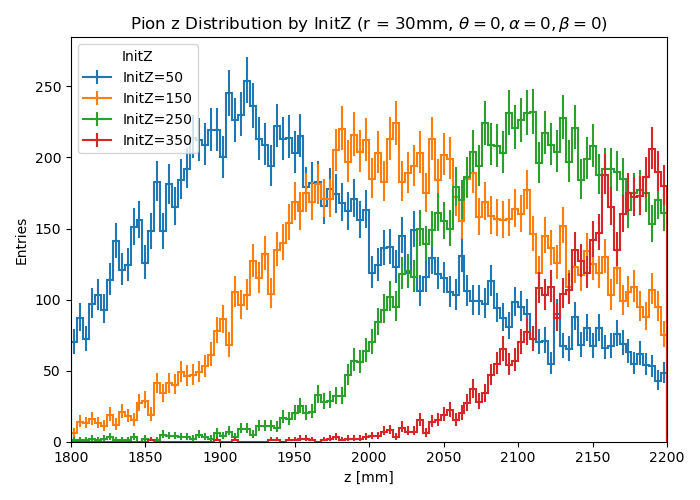 Pion z Distribution by InitZ (r = 30mm, θ = 0, α = 0, β = 0)
InitZ
InitZ=50
InitZ=150
InitZ=250
InitZ=350
Entries
250
200
150
100
50
0
1800 1850 1900 1950 2000 2050 2100 2150 2200
z [mm]